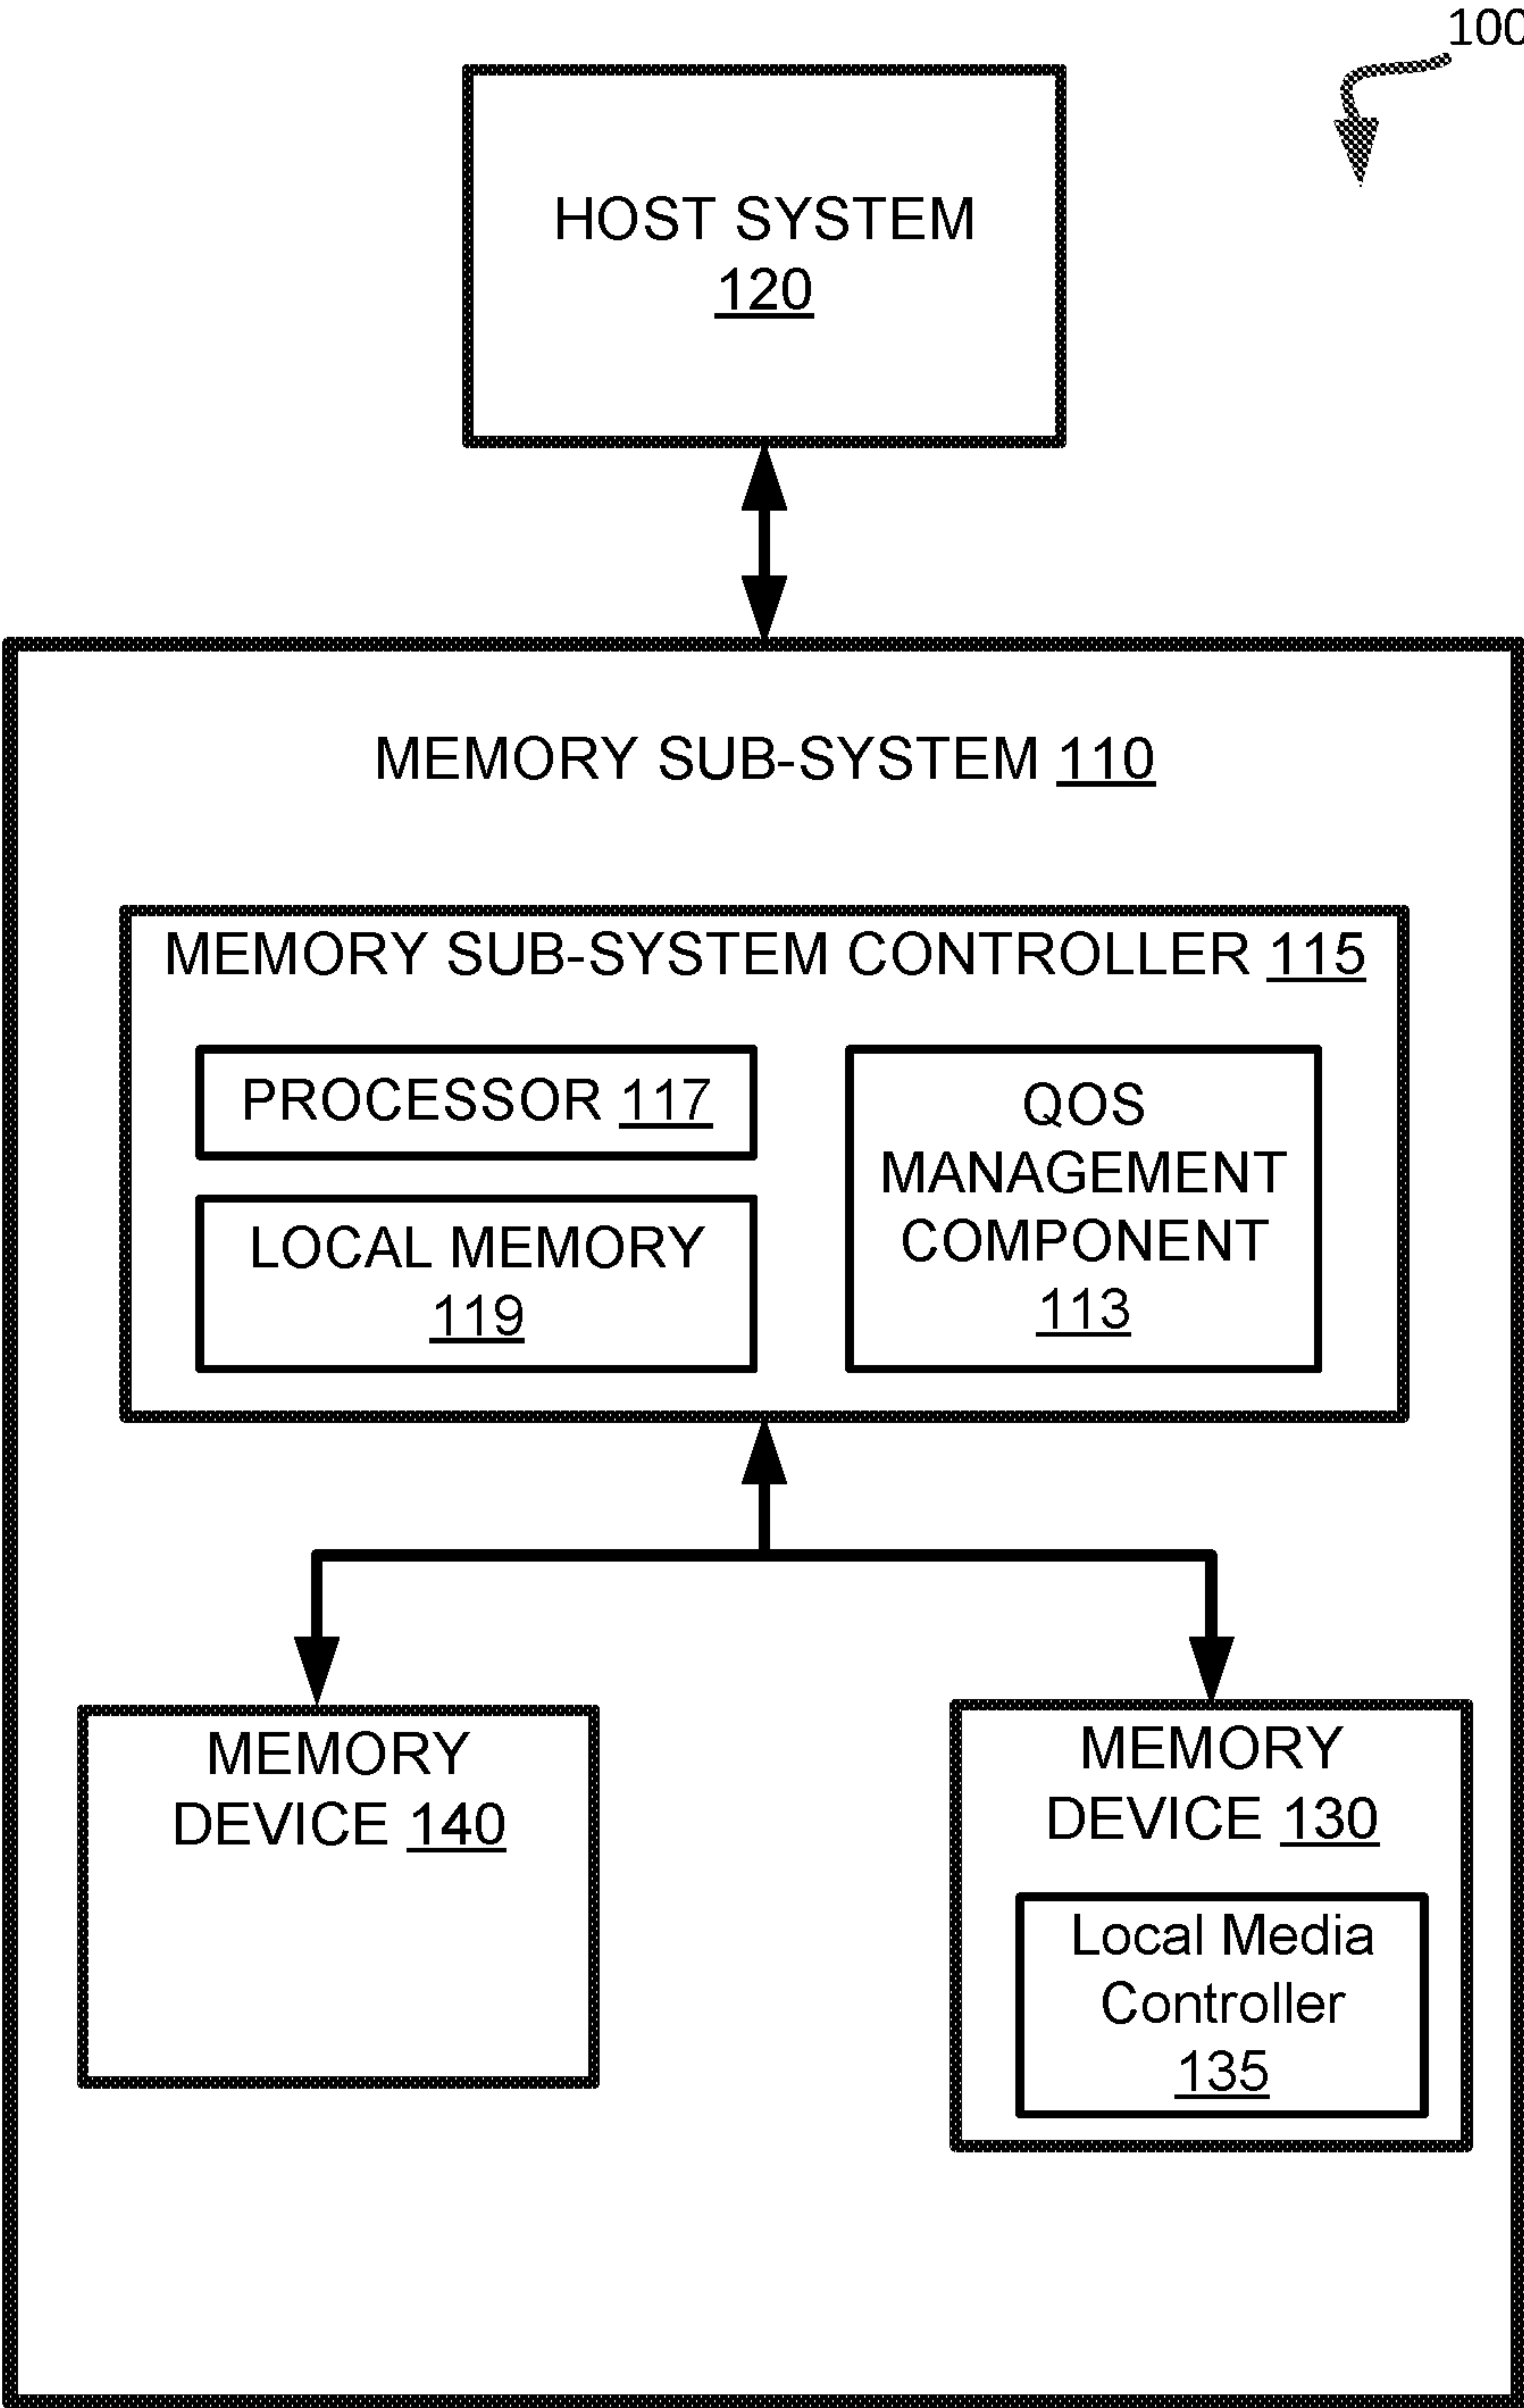 100
HOST SYSTEM
120
MEMORY SUB-SYSTEM 110
MEMORY SUB-SYSTEM CONTROLLER 115
PROCESSOR 117
LOCAL MEMORY
119
QOS
MANAGEMENT
COMPONENT
113
MEMORY
DEVICE 140
MEMORY
DEVICE 130
Local Media
Controller
135